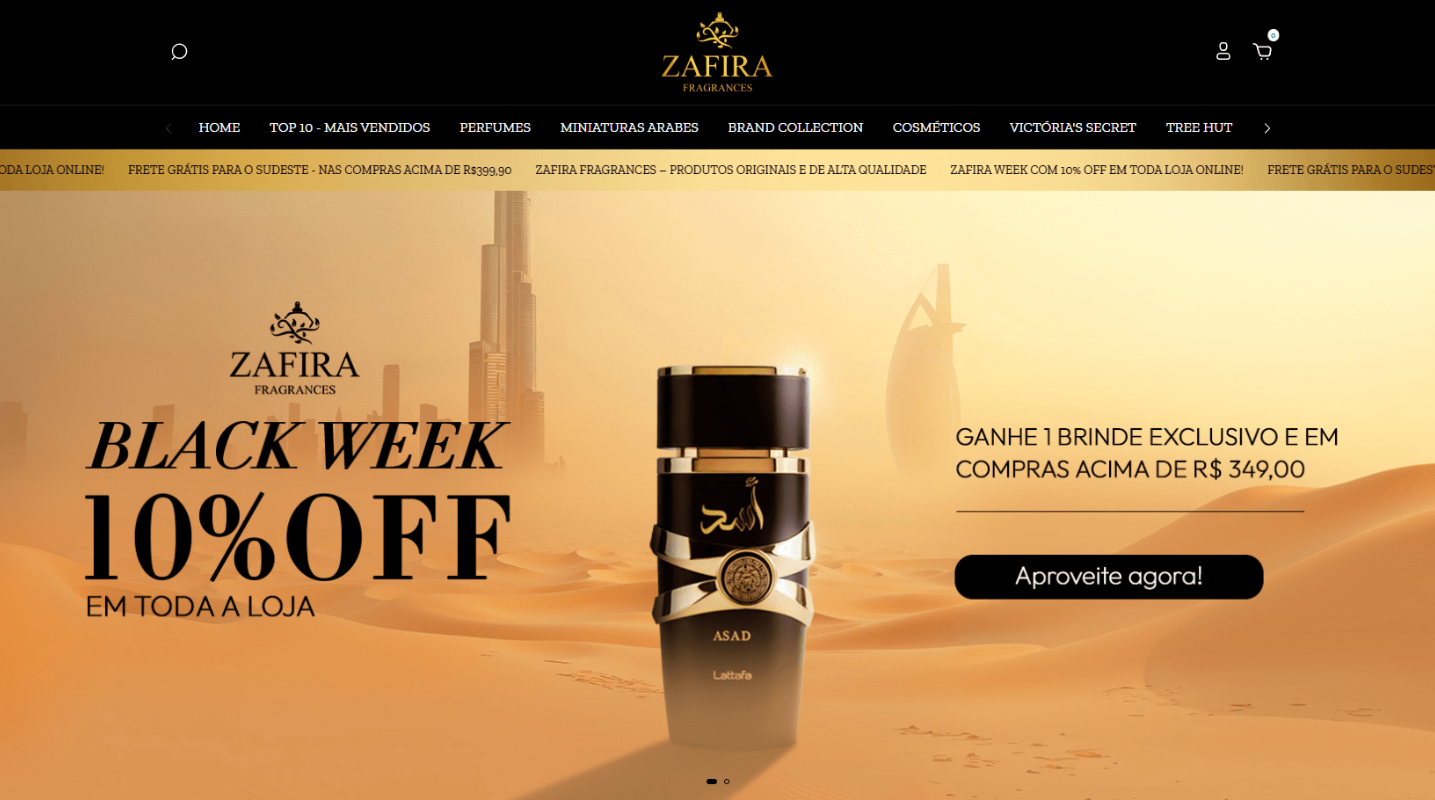 ZAFIRA
FRAGRANCES
0
HOME TOP 10 - MAIS VENDIDOS PERFUMES MINIATURAS ARABES BRAND COLLECTION COSMÉTICOS VICTÓRIA'S SECRET TREE HUT
ODA LOJA ONLINE! FRETE GRÁTIS PARA O SUDESTE - NAS COMPRAS ACIMA DE R$399,90 ZAFIRA FRAGRANCES – PRODUTOS ORIGINAIS E DE ALTA QUALIDADE ZAFIRA WEEK COM 10% OFF EM TODA LOJA ONLINE! FRETE GRÁTIS PARA O SUDEST
ZAFIRA
FRAGRANCES
BLACK WEEK
10%OFF
EM TODA A LOJA
أسد
ASAD
Lattafa
GANHE 1 BRINDE EXCLUSIVO E EM
COMPRAS ACIMA DE R$ 349,00
Aproveite agora!